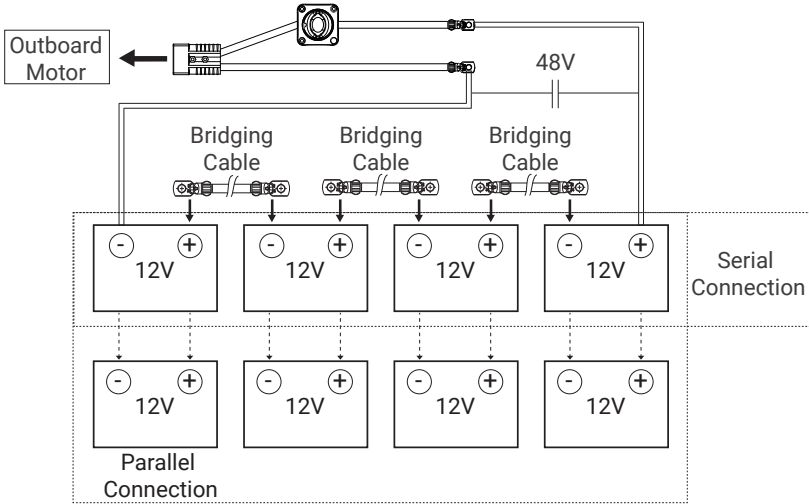 Outboard
Motor
48V
Bridging
Cable
Bridging
Cable
Bridging
Cable
- +
12V
- +
12V
- +
12V
- +
12V
Serial
Connection
- +
12V
- +
12V
- +
12V
- +
12V
Parallel
Connection